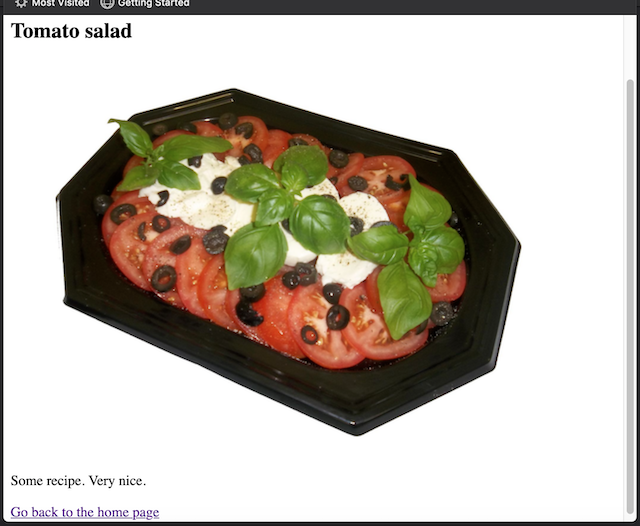 Most Visited Getting Started
Tomato salad
Some recipe. Very nice.
Go back to the home page